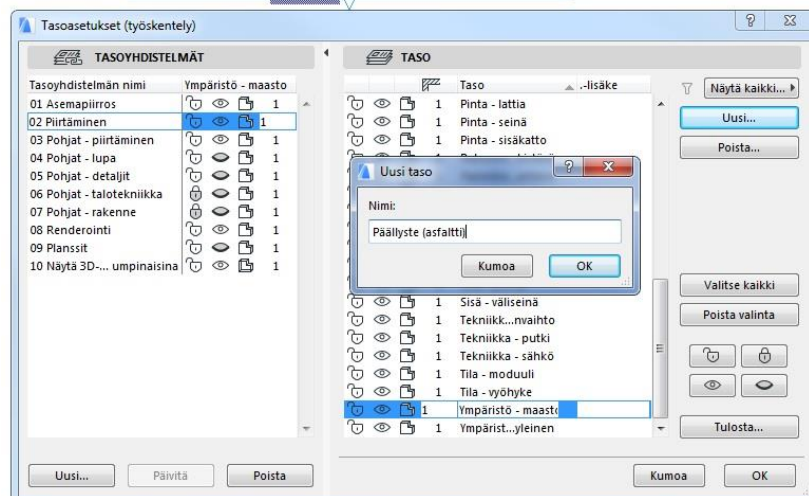 Tasoasetukset (työskentely)
TASOYHDISTELMÄT
Tasoyhdistelmän nimi Ympäristö - maasto
01 Asemapiirros 1
02 Piirtäminen 1
03 Pohjat - piirtäminen 1
04 Pohjat - lupa 1
05 Pohjat - detaljit 1
06 Pohjat - talotekniikka 1
07 Pohjat - rakenne 1
08 Renderointi 1
09 Planssit 1
10 Näytä 3D-... umpinaisina 1
Uusi... Päivitä Poista
TASO
Taso .-lisäke
1 Pinta - lattia
1 Pinta - seinä
1 Pinta - sisäkatto
Uusi taso
Nimi:
Päällyste (asfaltti)
Kumoa OK
1 Sisä - väliseinä
1 Tekniikk...nvaihto
1 Tekniikka - putki
1 Tekniikka - sähkö
1 Tila - moduuli
1 Tila - vyöhyke
1 Ympäristö - maasto
1 Ympärist...yleinen
Näytä kaikki...
Uusi...
Poista...
Valitse kaikki
Poista valinta
Tulosta...
Kumoa OK